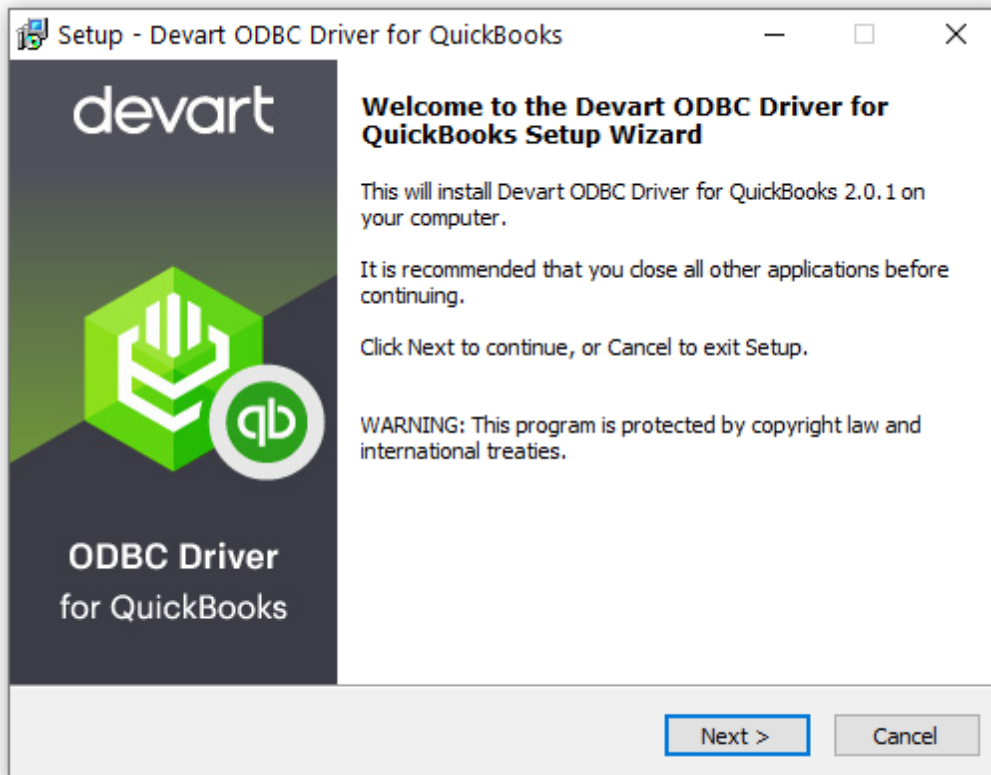 Setup - Devart ODBC Driver for QuickBooks
devart
Welcome to the Devart ODBC Driver for
QuickBooks Setup Wizard
This will install Devart ODBC Driver for QuickBooks 2.0.1 on
your computer.
It is recommended that you close all other applications before
continuing.
Click Next to continue, or Cancel to exit Setup.
WARNING: This program is protected by copyright law and
international treaties.
qb
ODBC Driver
for QuickBooks
Next >
Cancel